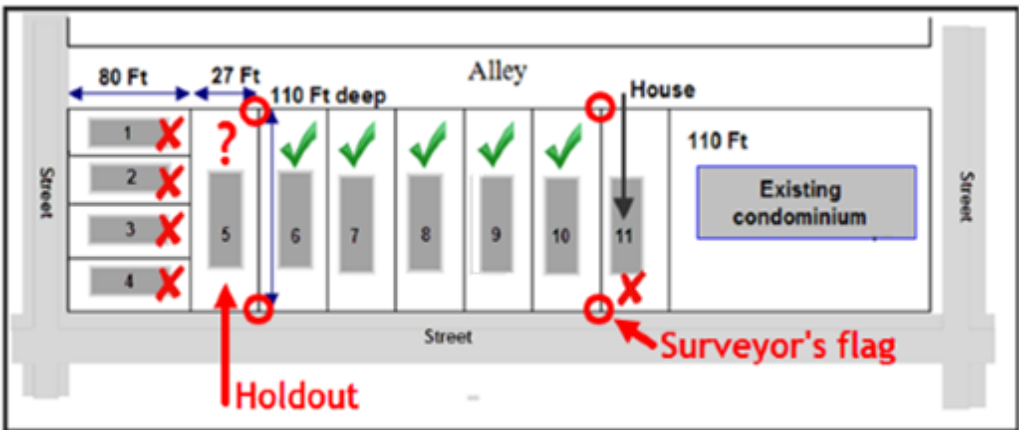 Alley
80 Ft
27 Ft
110 Ft deep
House
1
2
3
4
?
5
6
7
8
9
10
11
110 Ft
Existing
condominium
Street
Street
Street
Surveyor's flag
Holdout